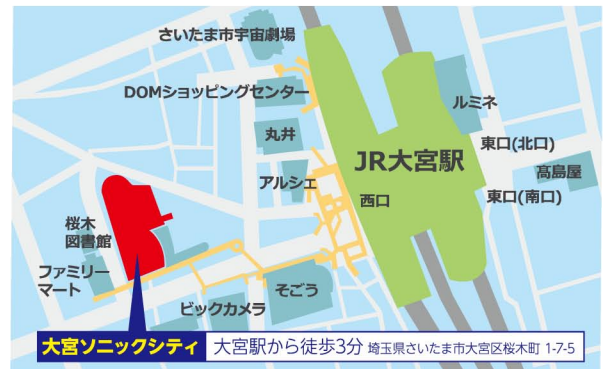 さいたま市宇宙劇場
DOMショッピングセンター
ルミネ
丸井
東口(北口)
JR大宮駅
髙島屋
アルシェ
西口
東口(南口)
桜木
図書館
ファミリー
マート
そごう
ビックカメラ
大宮ソニックシティ 大宮駅から徒歩3分 埼玉県さいたま市大宮区桜木町 1-7-5